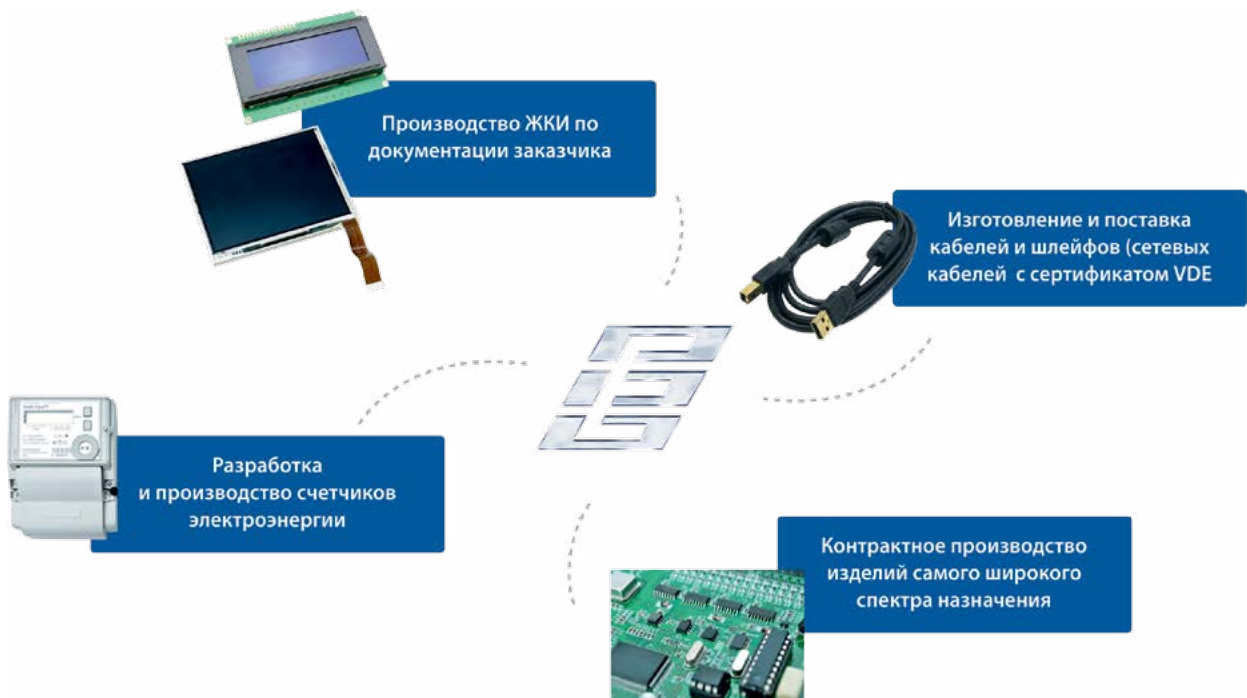 Производство ЖКИ по
документации заказчика
Изготовление и поставка
кабелей и шлейфов (сетевых
кабелей с сертификатом VDE
Разработка
и производство счетчиков
электроэнергии
Контрактное производство
изделий самого широкого
спектра назначения